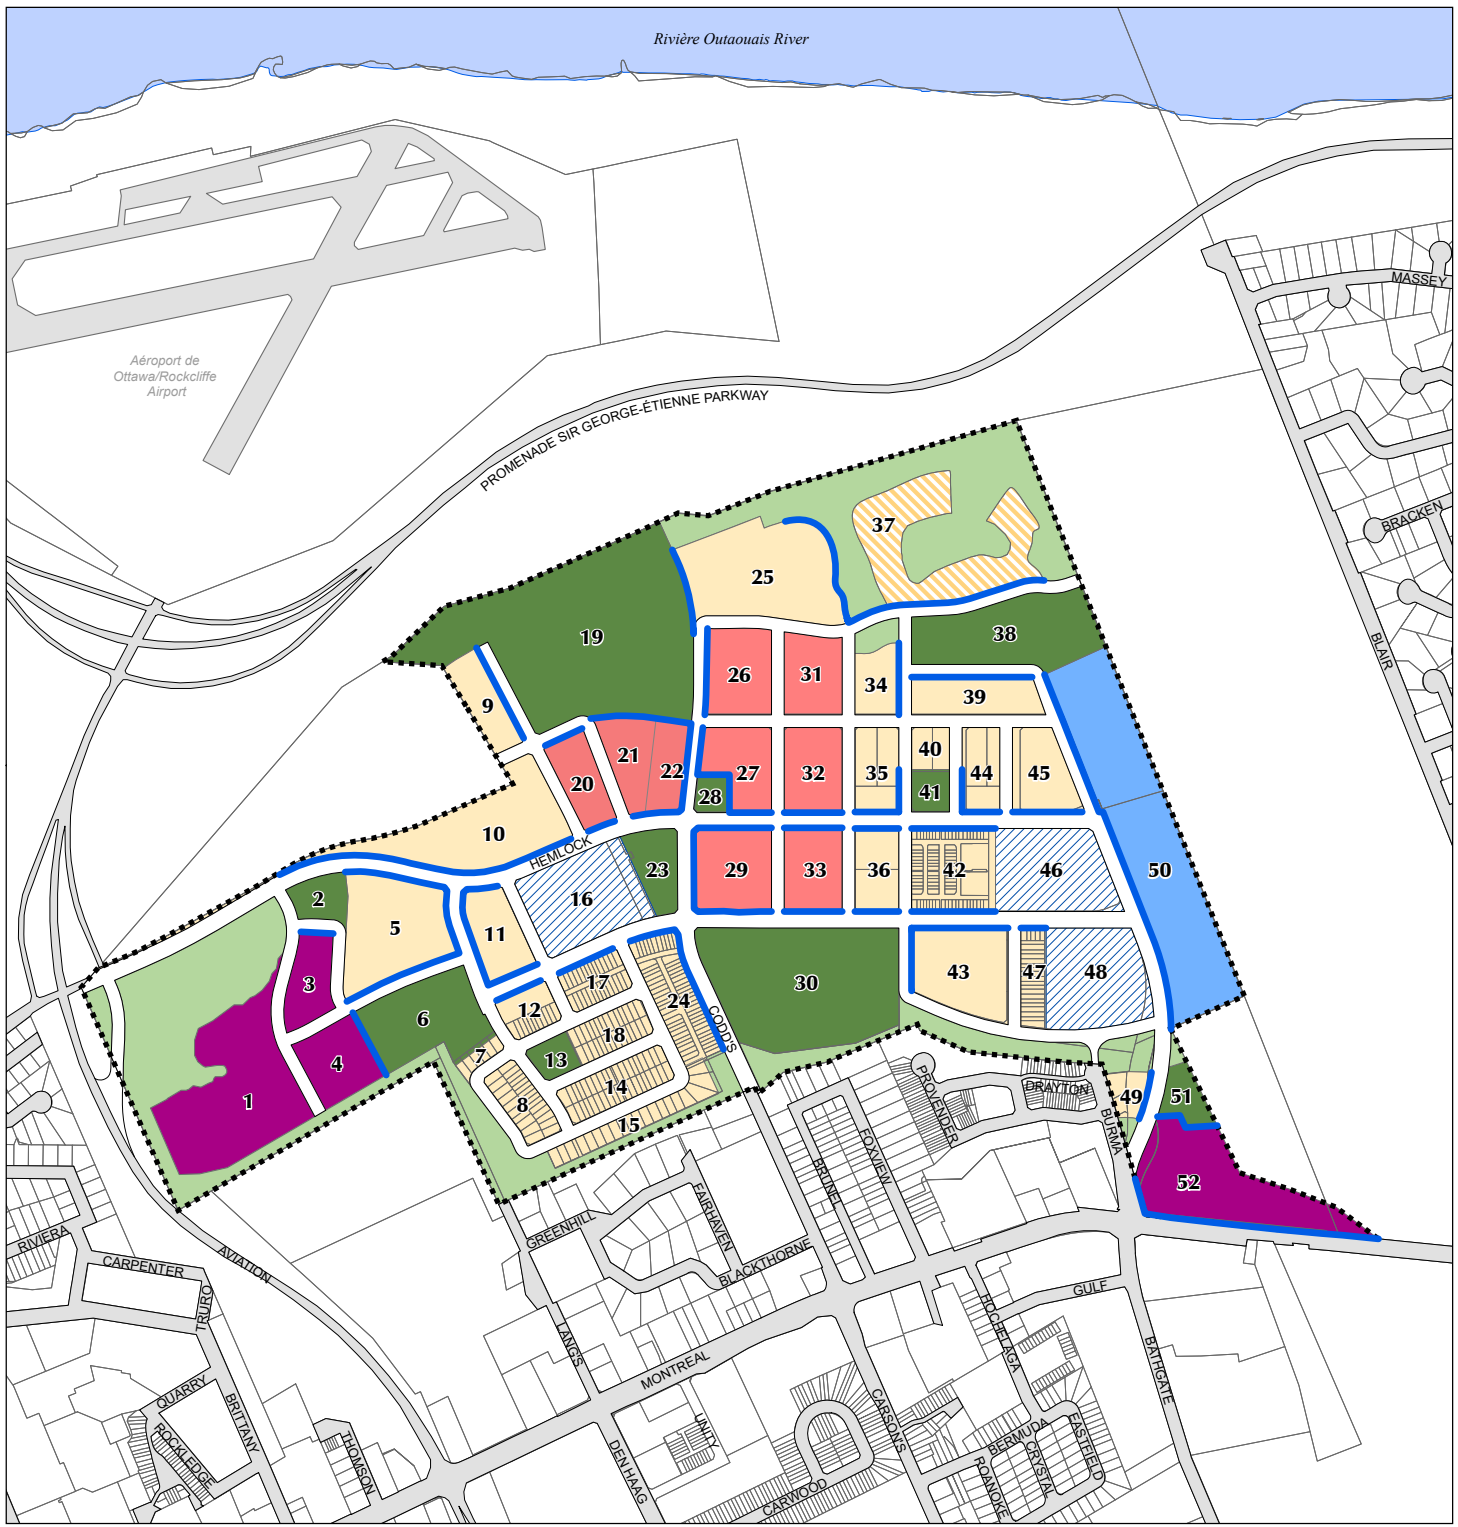 Rivière Outaouais River
MASSEY
Aéroport de
Ottawa/Rockcliffe
Airport
PROMENADE SIR GEORGE-ÉTIENNE PARKWAY
BRACKEN
BLAIR
37
25
19
38
26
31
34
39
9
21
22
20
27
28
32
35
40
41
44
45
10
HEMLOCK
23
29
33
36
42
46
50
2
16
5
11
3
17
43
47
48
30
24
CODD'S
12
6
18
7
13
4
14
1
8
15
PROVENDER
DRAYTON
49
51
BURMA
FOXVIEW
BRUNEL
52
FAIRHAVEN
GREENHILL
BLACKTHORNE
RIVIERA
CARPENTER
AVIATION
TRURO
GULF
HOCHELAGA
LANG'S
MONTREAL
BATHGATE
QUARRY
BRITTANY
CARSON'S
UNITY
ROCKLEDGE
THOMSON
DEN HAAG
BERMUDA
EASTFIELD
CRYSTAL
ROANOKE
CARWOOD